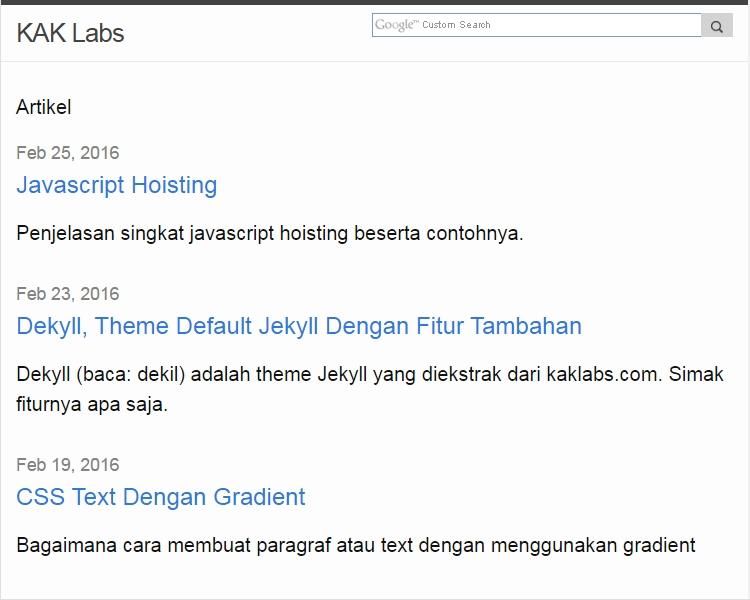 KAK Labs
Google™ Custom Search
Artikel
Feb 25, 2016
Javascript Hoisting
Penjelasan singkat javascript hoisting beserta contohnya.
Feb 23, 2016
Dekyll, Theme Default Jekyll Dengan Fitur Tambahan
Dekyll (baca: dekil) adalah theme Jekyll yang diekstrak dari kaklabs.com. Simak
fiturnya apa saja.
Feb 19, 2016
CSS Text Dengan Gradient
Bagaimana cara membuat paragraf atau text dengan menggunakan gradient